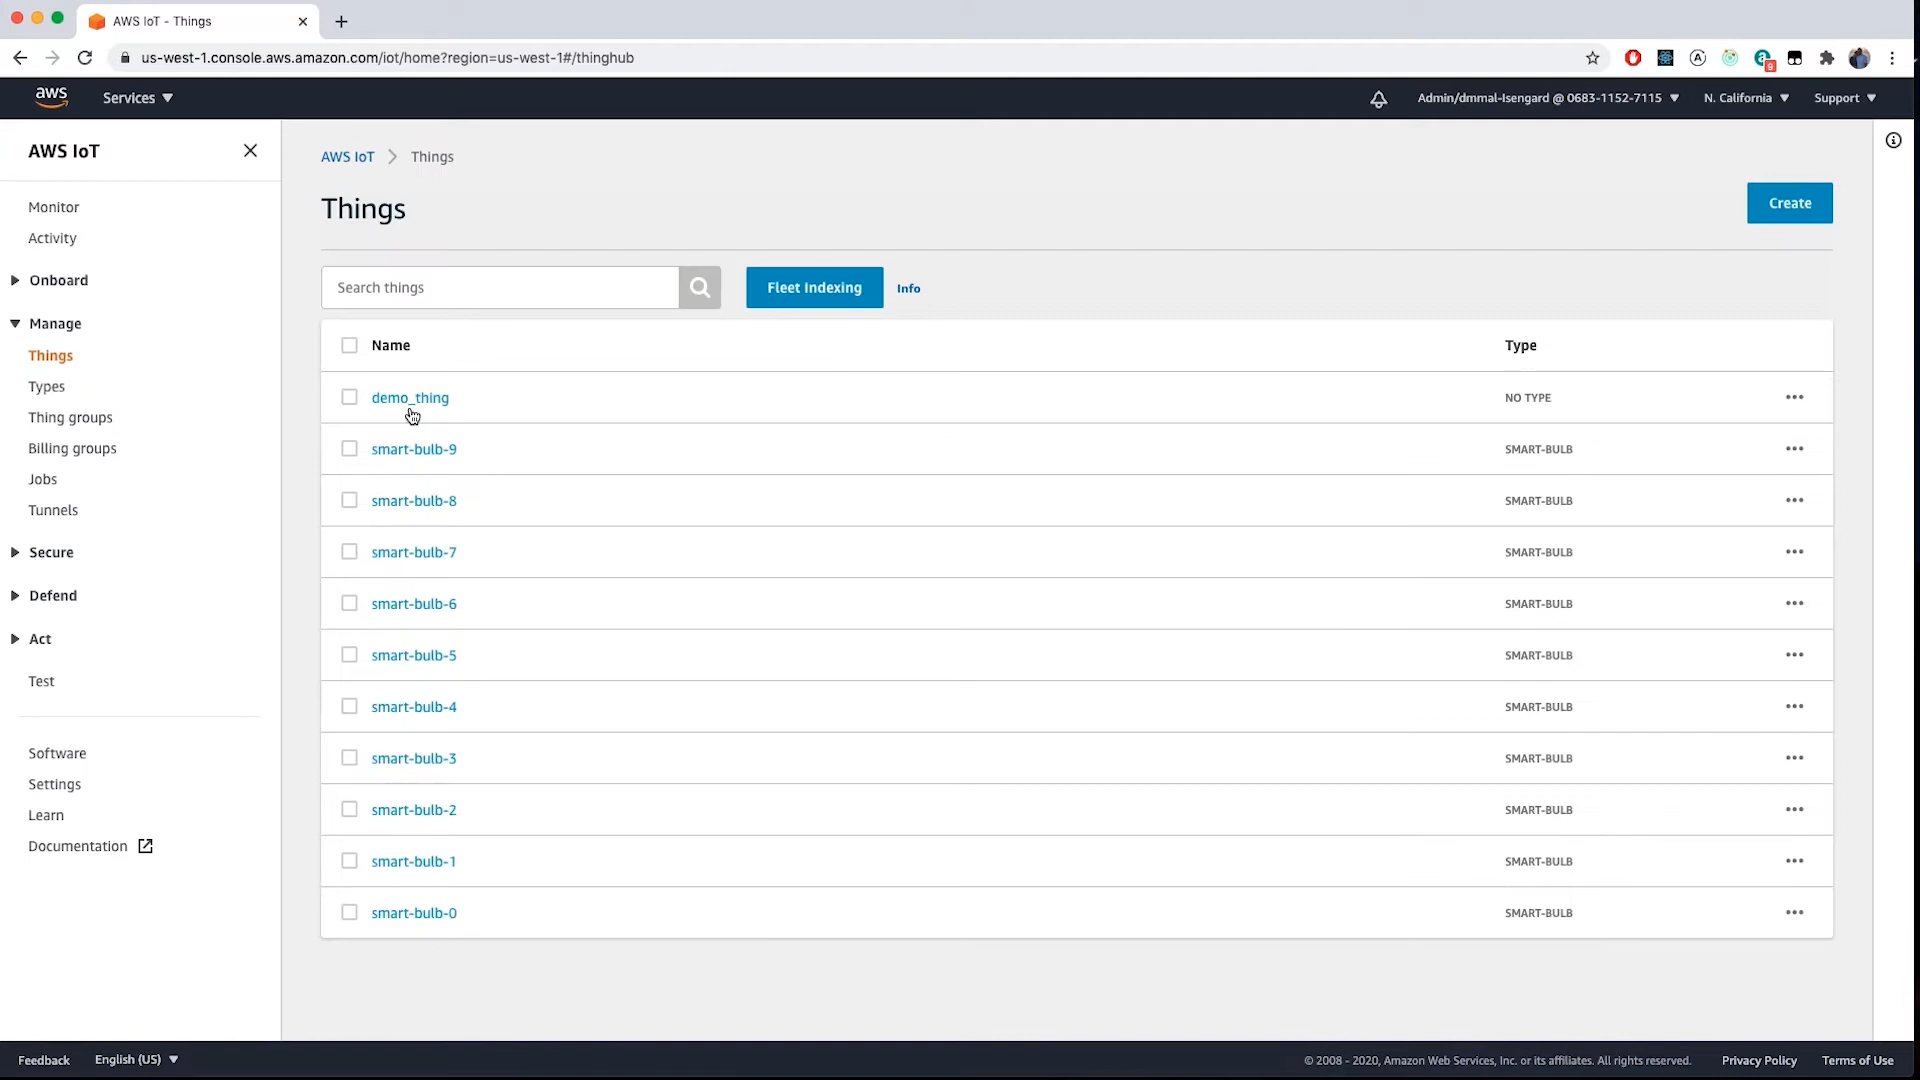 AWS IoT - Things
us-west-1.console.aws.amazon.com/iot/home?region=us-west-1#/thinghub
9
aws
Services
Admin/dmmal-Isengard @ 0683-1152-7115
N. California
Support
AWS IoT
Monitor
Activity
Onboard
Manage
Things
Types
Thing groups
Billing groups
Jobs
Tunnels
Secure
Defend
Act
Test
Software
Settings
Learn
Documentation
AWS IoT > Things
Things
Create
Search things
Fleet Indexing
Info
Name Type
demo_thing NO TYPE
smart-bulb-9 SMART-BULB
smart-bulb-8 SMART-BULB
smart-bulb-7 SMART-BULB
smart-bulb-6 SMART-BULB
smart-bulb-5 SMART-BULB
smart-bulb-4 SMART-BULB
smart-bulb-3 SMART-BULB
smart-bulb-2 SMART-BULB
smart-bulb-1 SMART-BULB
smart-bulb-0 SMART-BULB
Feedback
English (US)
© 2008 - 2020, Amazon Web Services, Inc. or its affiliates. All rights reserved.
Privacy Policy
Terms of Use